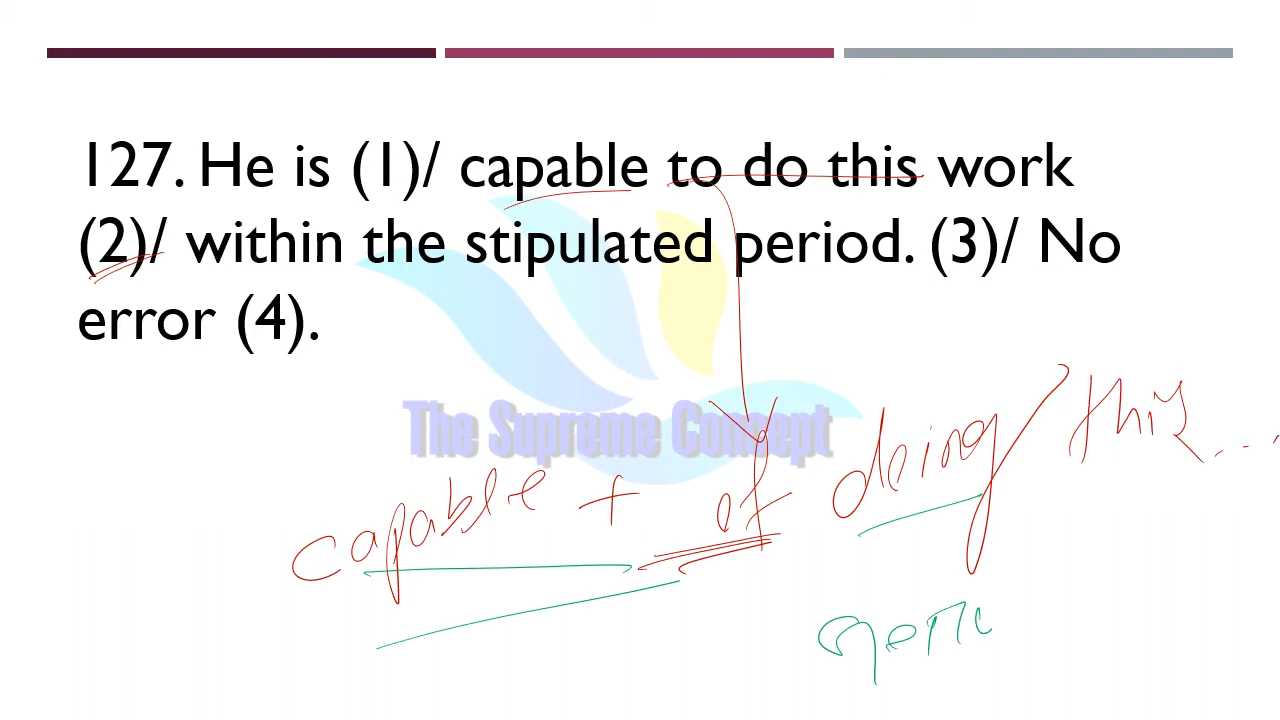 127. He is (1)/ capable to do this work
(2)/ within the stipulated period. (3)/ No
error (4).
The Supreme Concept
capable + of doing this...